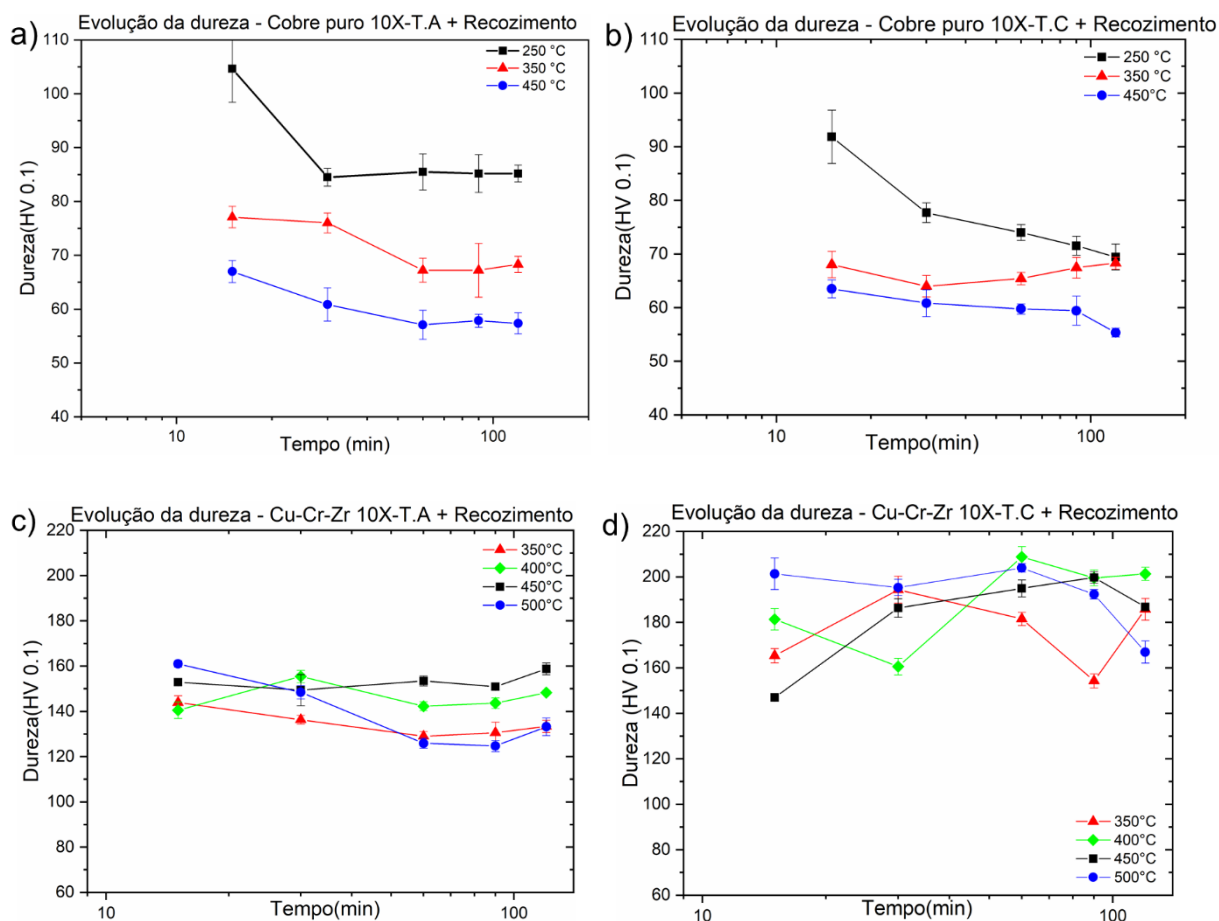 a)
Evolução da dureza - Cobre puro 10X-T.A + Recozimento
110
100
90
80
70
60
50
40
Dureza(HV 0.1)
250 °C
350 °C
450 °C
10
100
Tempo (min)
b)
Evolução da dureza - Cobre puro 10X-T.C + Recozimento
110
100
90
80
70
60
50
40
Dureza(HV 0.1)
250 °C
350 °C
450°C
10
100
Tempo(min)
c)
Evolução da dureza - Cu-Cr-Zr 10X-T.A + Recozimento
220
200
180
160
140
120
100
80
60
Dureza(HV 0.1)
350°C
400°C
450°C
500°C
10
100
Tempo(min)
d)
Evolução da dureza - Cu-Cr-Zr 10X-T.C + Recozimento
220
200
180
160
140
120
100
80
60
Dureza (HV 0.1)
350°C
400°C
450°C
500°C
10
100
Tempo(min)